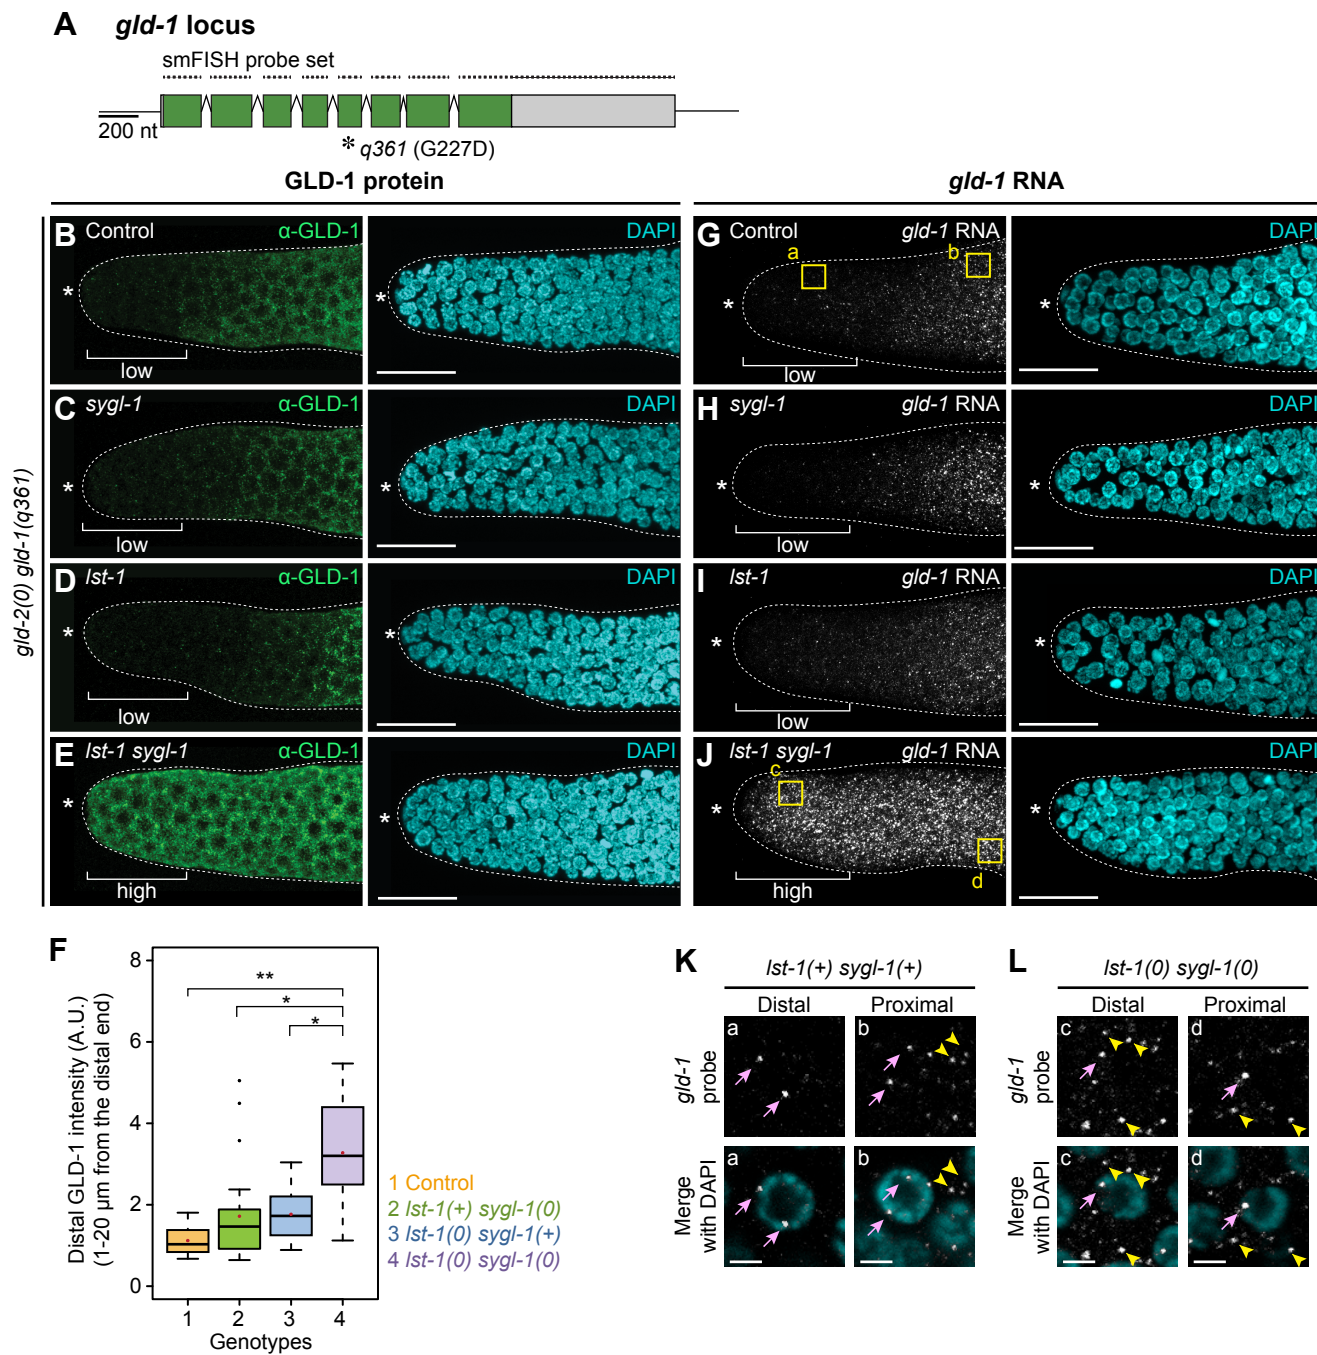 A gld-1 locus
smFISH probe set
200 nt
* q361 (G227D)
GLD-1 protein
gld-1 RNA
gld-2(0) gld-1(q361)
B Control α-GLD-1 DAPI
*
*
low
G Control gld-1 RNA DAPI
a
b
*
*
low
C sygl-1 α-GLD-1 DAPI
*
*
low
H sygl-1 gld-1 RNA DAPI
*
*
low
D lst-1 α-GLD-1 DAPI
*
*
low
I lst-1 gld-1 RNA DAPI
*
*
low
E lst-1 sygl-1 α-GLD-1 DAPI
*
*
high
J lst-1 sygl-1 gld-1 RNA DAPI
c
*
*
high
d
F
Distal GLD-1 intensity (A.U.)
(1-20 µm from the distal end)
8
6
4
2
0
**
*
*
1 2 3 4
Genotypes
1 Control
2 lst-1(+) sygl-1(0)
3 lst-1(0) sygl-1(+)
4 lst-1(0) sygl-1(0)
K lst-1(+) sygl-1(+)
Distal Proximal
gld-1
probe
a b
Merge
with DAPI
a b
L lst-1(0) sygl-1(0)
Distal Proximal
gld-1
probe
c d
Merge
with DAPI
c d